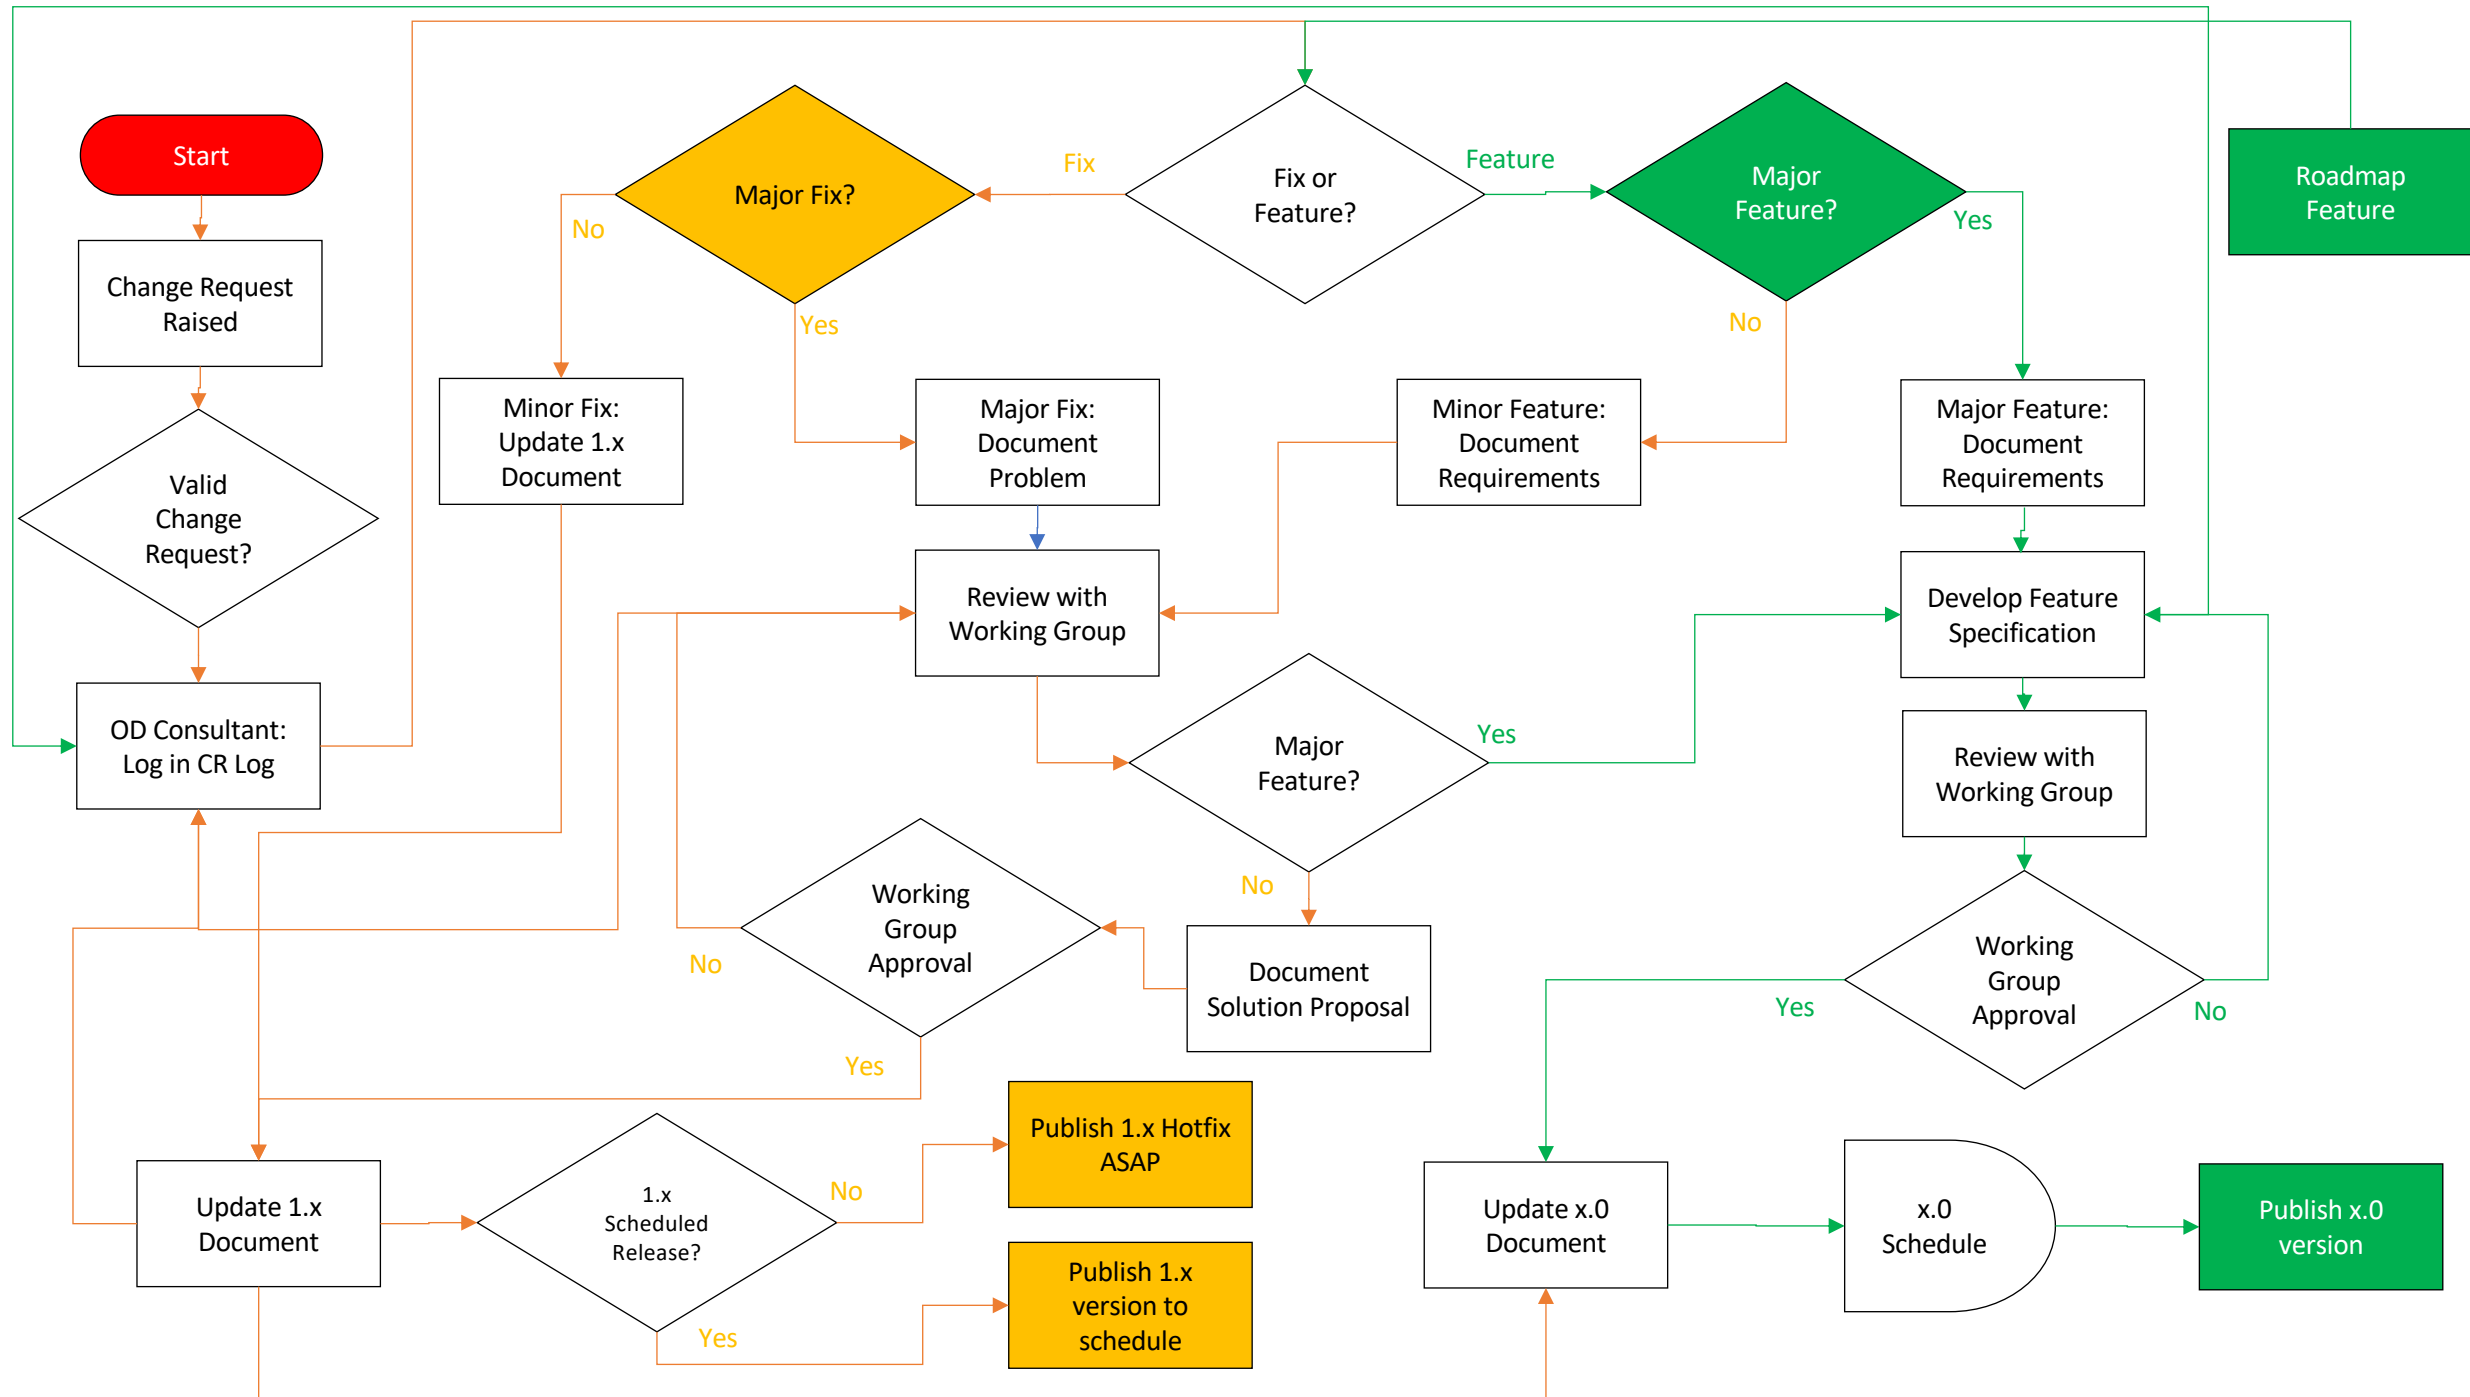 Start
Fix
Feature
Major Fix?
Fix or
Feature?
Major
Feature?
Roadmap
Feature
No
Yes
Change Request
Raised
Yes
No
Minor Fix:
Update 1.x
Document
Major Fix:
Document
Problem
Minor Feature:
Document
Requirements
Major Feature:
Document
Requirements
Valid
Change
Request?
Review with
Working Group
Develop Feature
Specification
OD Consultant:
Log in CR Log
Major
Feature?
Yes
Review with
Working Group
No
Working
Group
Approval
No
Document
Solution Proposal
Working
Group
Approval
Yes
No
Yes
Publish 1.x Hotfix
ASAP
Update 1.x
Document
1.x
Scheduled
Release?
No
Yes
Publish 1.x
version to
schedule
Update x.0
Document
x.0
Schedule
Publish x.0
version